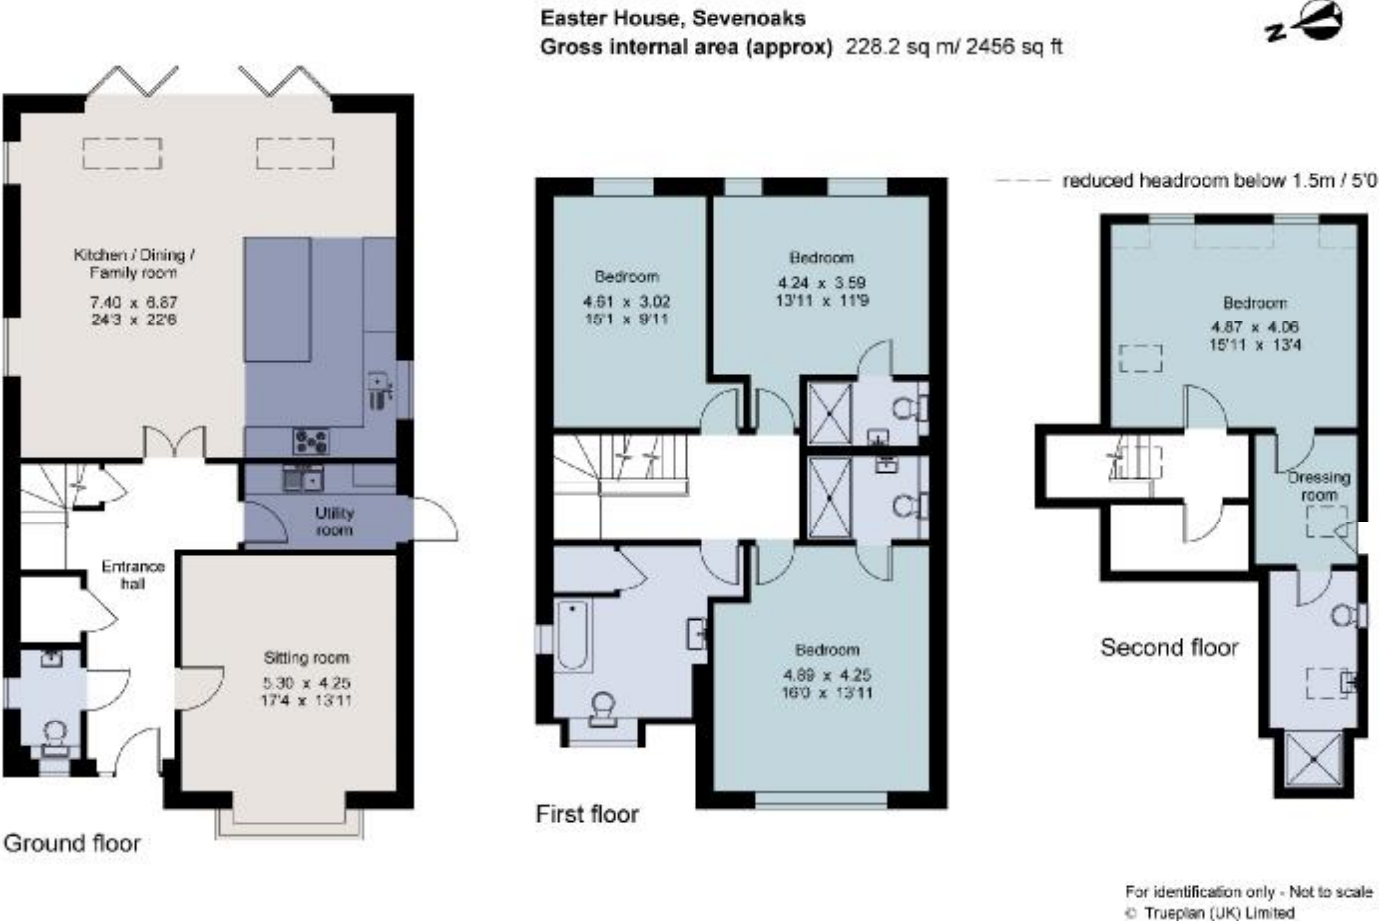 Easter House, Sevenoaks
Gross internal area (approx) 228.2 sq m/ 2456 sq ft
N
reduced headroom below 1.5m / 5'0
Kitchen / Dining /
Family room
7.40 x 6.87
24'3 x 22'6
Utility
room
Entrance
hall
Sitting room
5.30 x 4.25
17'4 x 13'11
Ground floor
Bedroom
4.61 x 3.02
15'1 x 9'11
Bedroom
4.24 x 3.59
13'11 x 11'9
Bedroom
4.89 x 4.25
16'0 x 13'11
First floor
Bedroom
4.87 x 4.06
15'11 x 13'4
Dressing
room
Second floor
For identification only - Not to scale
© Trueplan (UK) Limited